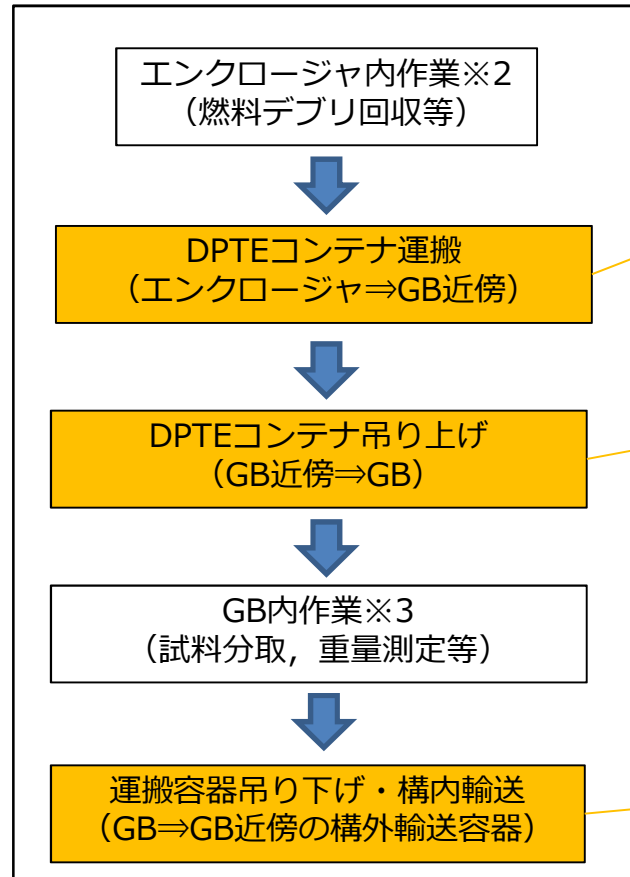 エンクロージャ内作業※2
（燃料デブリ回収等）
DPTEコンテナ運搬
（エンクロージャ⇒GB近傍）
DPTEコンテナ吊り上げ
（GB近傍⇒GB）
GB内作業※3
（試料分取，重量測定等）
運搬容器吊り下げ・構内輸送
（GB⇒GB近傍の構外輸送容器）